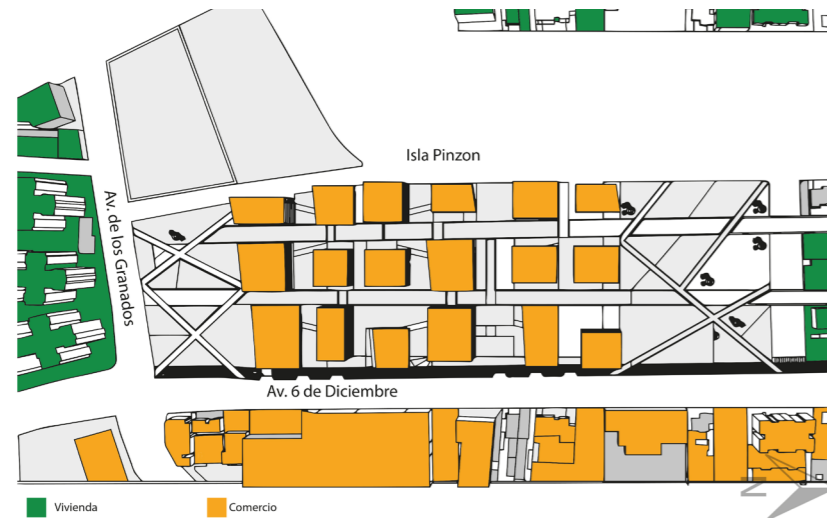 Isla Pinzon
Av. de los Granados
Av. 6 de Diciembre
N
Vivienda
Comercio